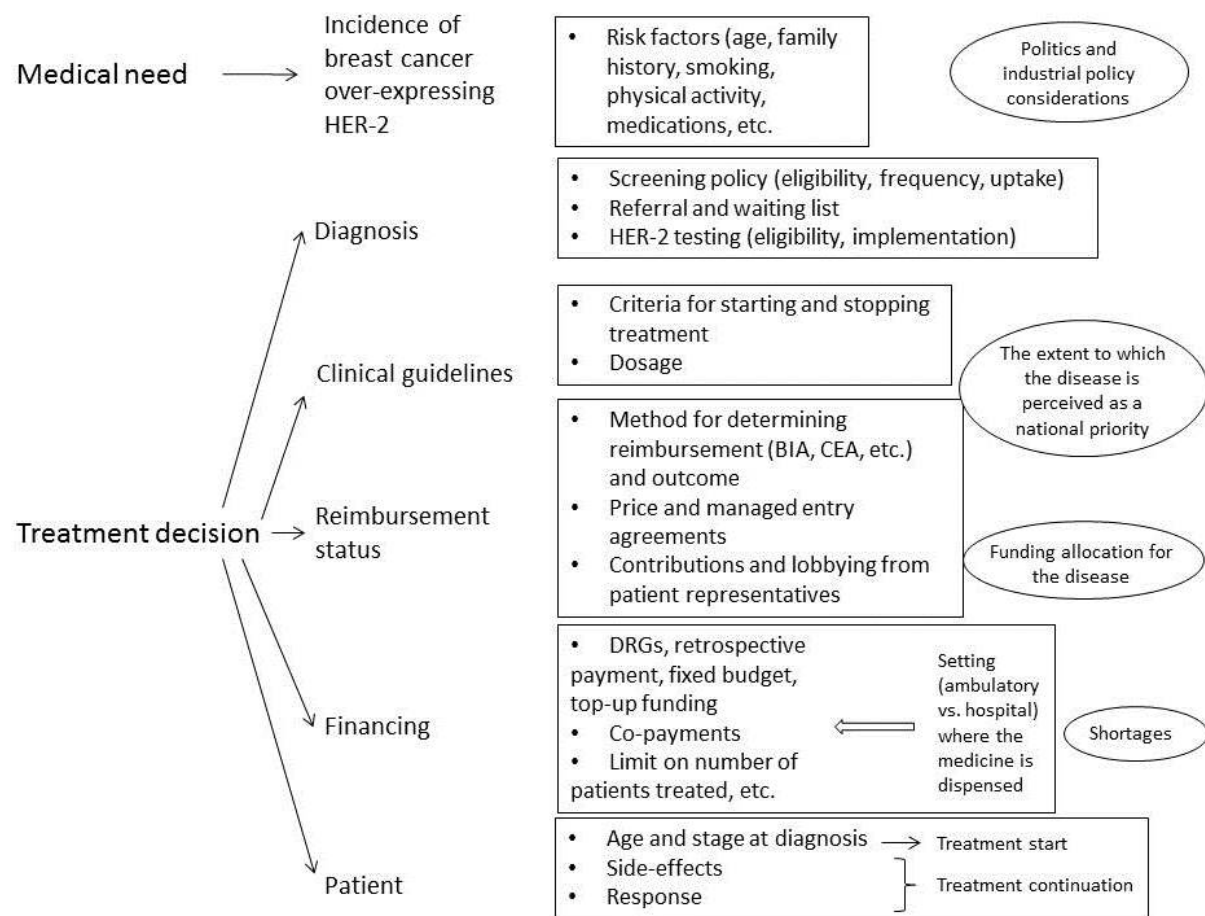 Medical need
Incidence of
breast cancer
over-expressing
HER-2
• Risk factors (age, family
history, smoking,
physical activity,
medications, etc.
Politics and
industrial policy
considerations
Treatment decision
Diagnosis
• Screening policy (eligibility, frequency, uptake)
• Referral and waiting list
• HER-2 testing (eligibility, implementation)
Clinical guidelines
• Criteria for starting and stopping
treatment
• Dosage
The extent to which
the disease is
perceived as a
national priority
Reimbursement
status
• Method for determining
reimbursement (BIA, CEA, etc.)
and outcome
• Price and managed entry
agreements
• Contributions and lobbying from
patient representatives
Funding allocation for
the disease
Financing
• DRGs, retrospective
payment, fixed budget,
top-up funding
• Co-payments
• Limit on number of
patients treated, etc.
Setting
(ambulatory
vs. hospital)
where the
medicine is
dispensed
Shortages
Patient
• Age and stage at diagnosis
Treatment start
• Side-effects
• Response
Treatment continuation